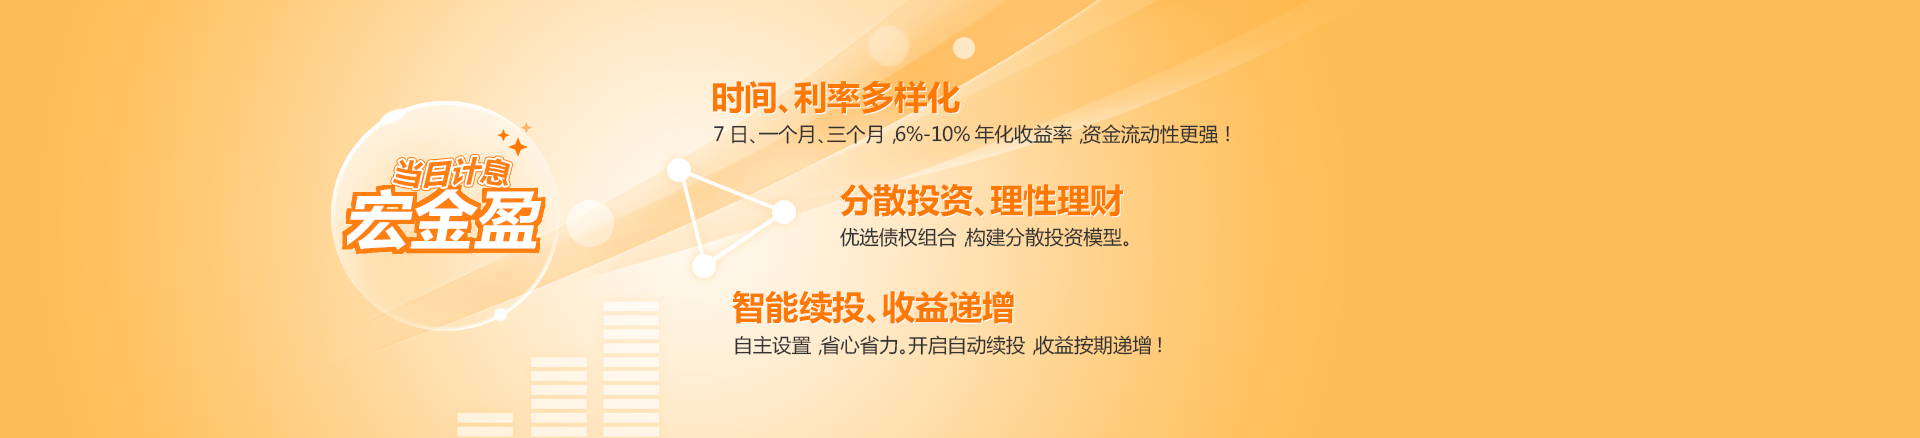 当日计息
宏金盈
时间、利率多样化
7 日、一个月、三个月，6%-10% 年化收益率，资金流动性更强！
分散投资、理性理财
优选债权组合，构建分散投资模型。
智能续投、收益递增
自主设置，省心省力。开启自动续投，收益按期递增！